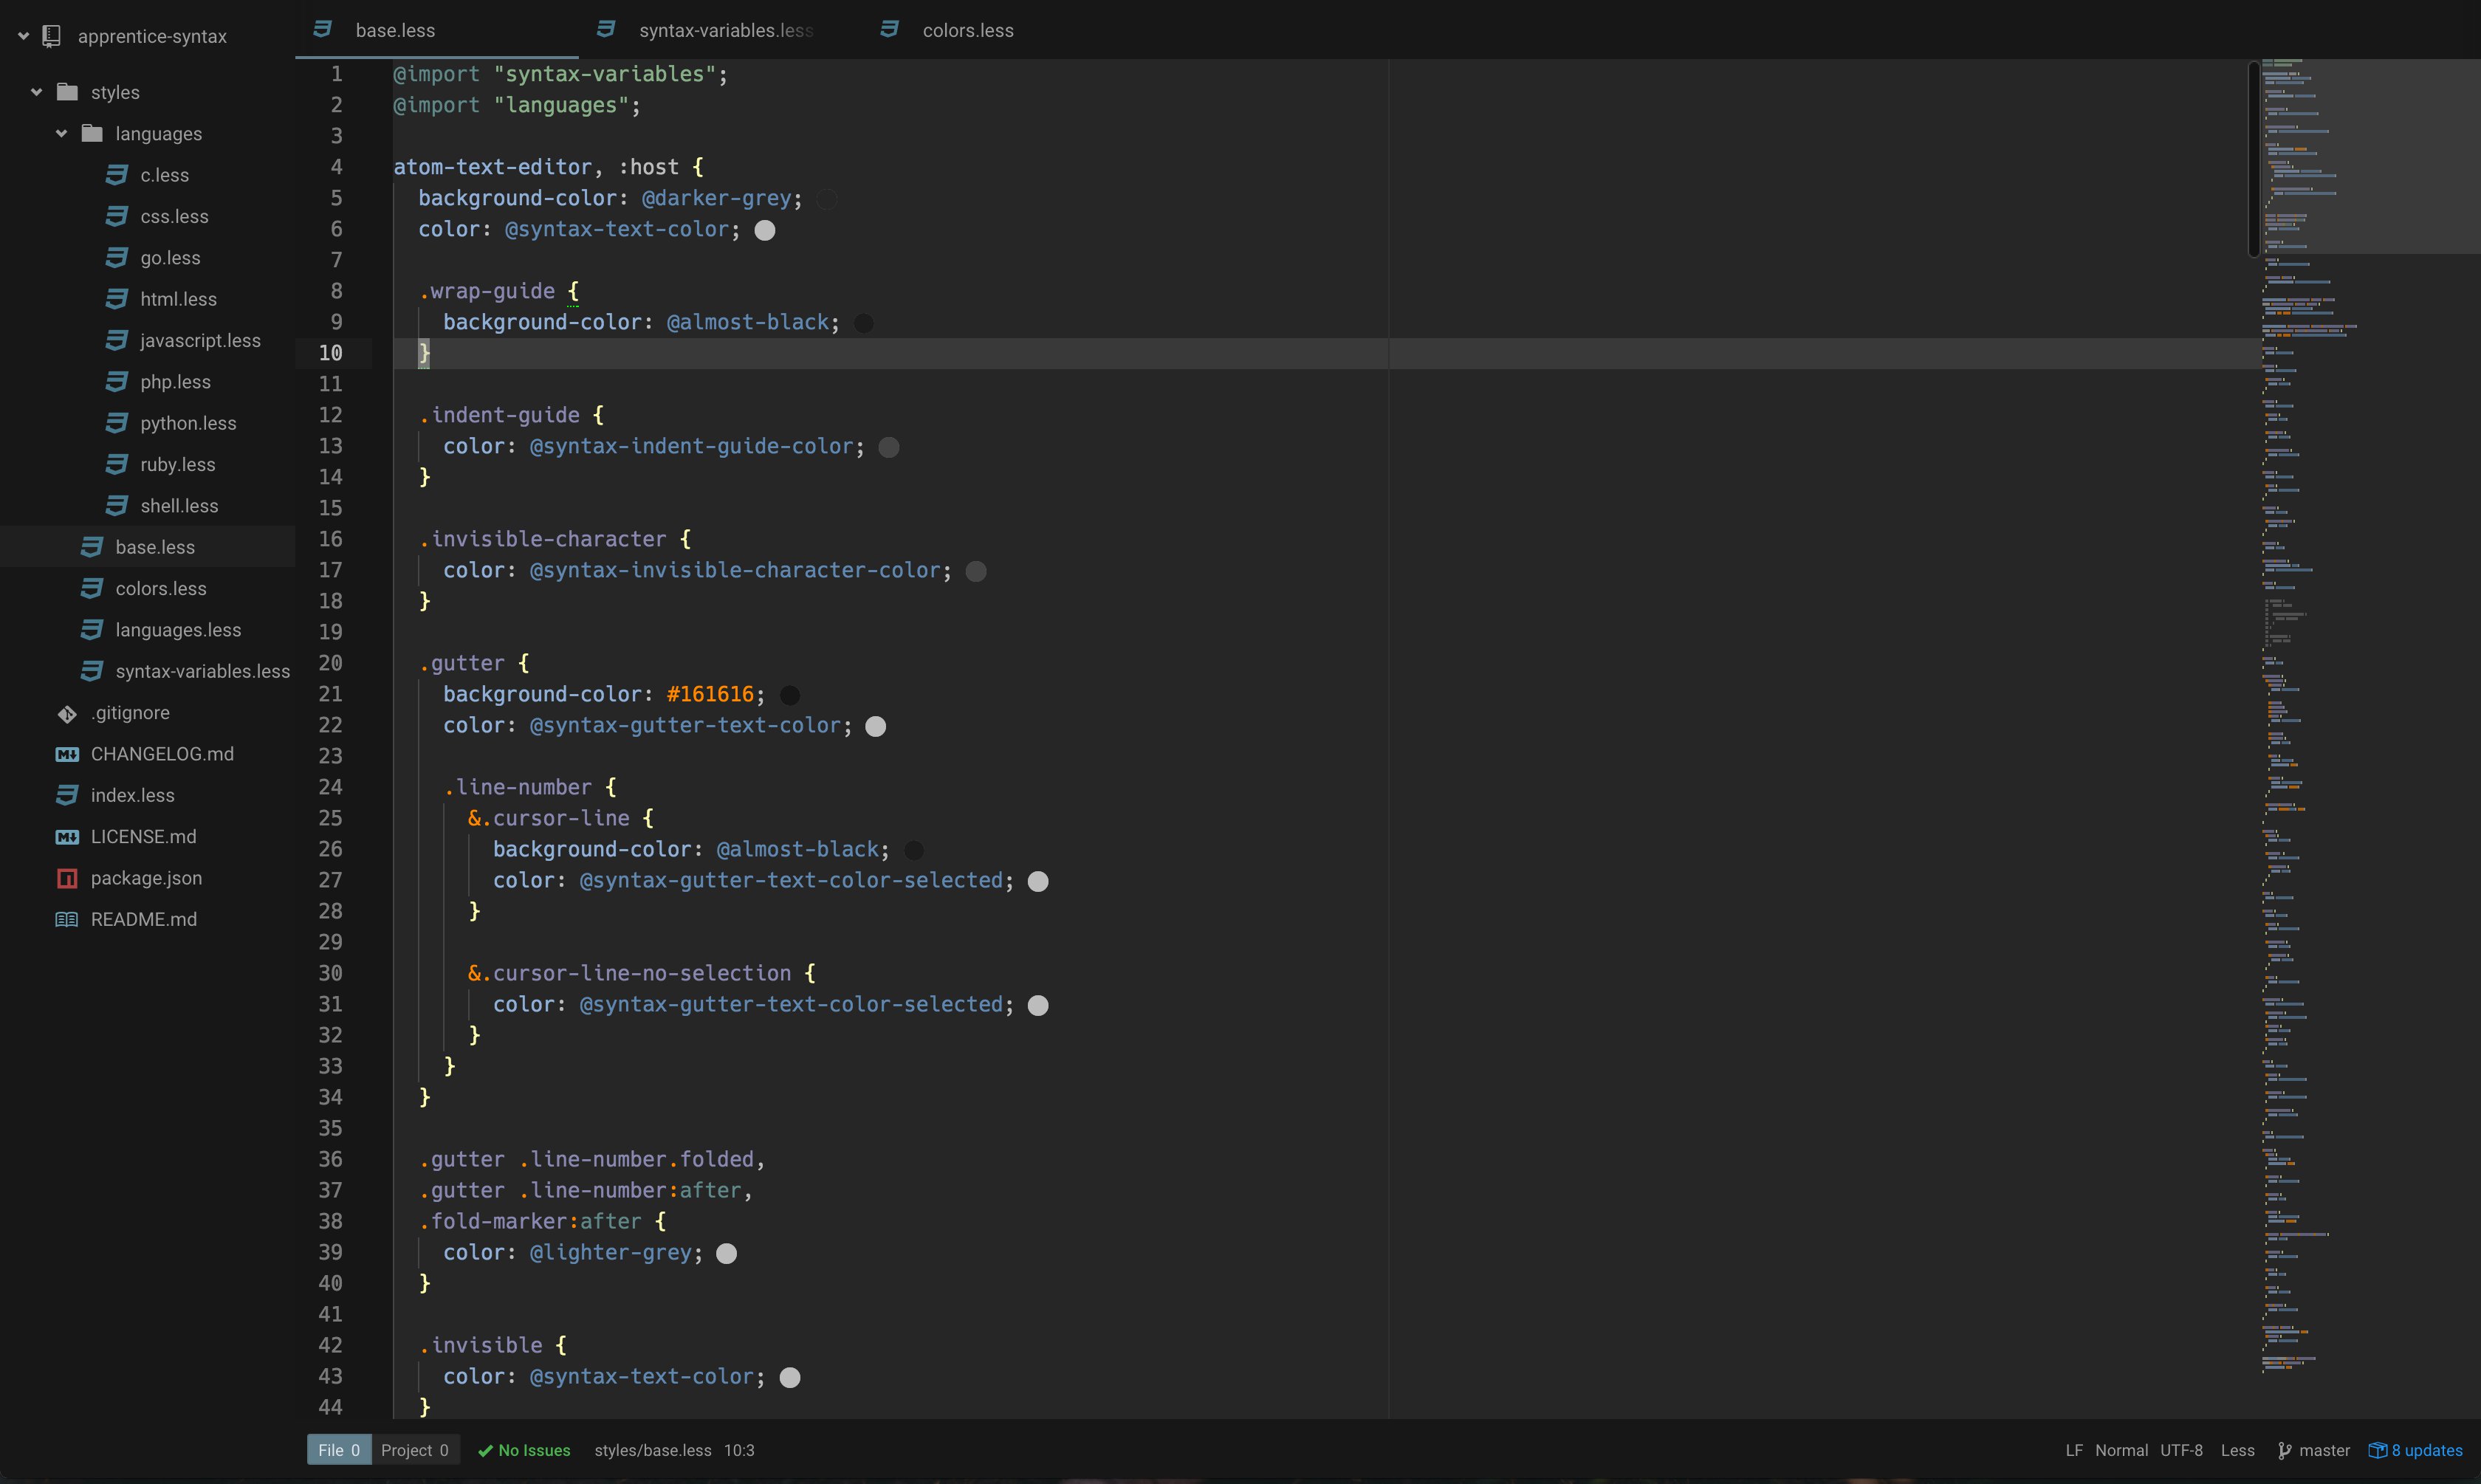 apprentice-syntax
styles
languages
c.less
css.less
go.less
html.less
javascript.less
php.less
python.less
ruby.less
shell.less
base.less
colors.less
languages.less
syntax-variables.less
.gitignore
CHANGELOG.md
index.less
LICENSE.md
package.json
README.md
base.less
syntax-variables.less
colors.less
1 @import "syntax-variables";
2 @import "languages";
3
4 atom-text-editor, :host {
5 background-color: @darker-grey;
6 color: @syntax-text-color;
7
8 .wrap-guide {
9 background-color: @almost-black;
10 }
11
12 .indent-guide {
13 color: @syntax-indent-guide-color;
14 }
15
16 .invisible-character {
17 color: @syntax-invisible-character-color;
18 }
19
20 .gutter {
21 background-color: #161616;
22 color: @syntax-gutter-text-color;
23
24 .line-number {
25 &.cursor-line {
26 background-color: @almost-black;
27 color: @syntax-gutter-text-color-selected;
28 }
29
30 &.cursor-line-no-selection {
31 color: @syntax-gutter-text-color-selected;
32 }
33 }
34 }
35
36 .gutter .line-number.folded,
37 .gutter .line-number:after,
38 .fold-marker:after {
39 color: @lighter-grey;
40 }
41
42 .invisible {
43 color: @syntax-text-color;
44 }
File 0 Project 0 No Issues styles/base.less 10:3 LF Normal UTF-8 Less master 8 updates